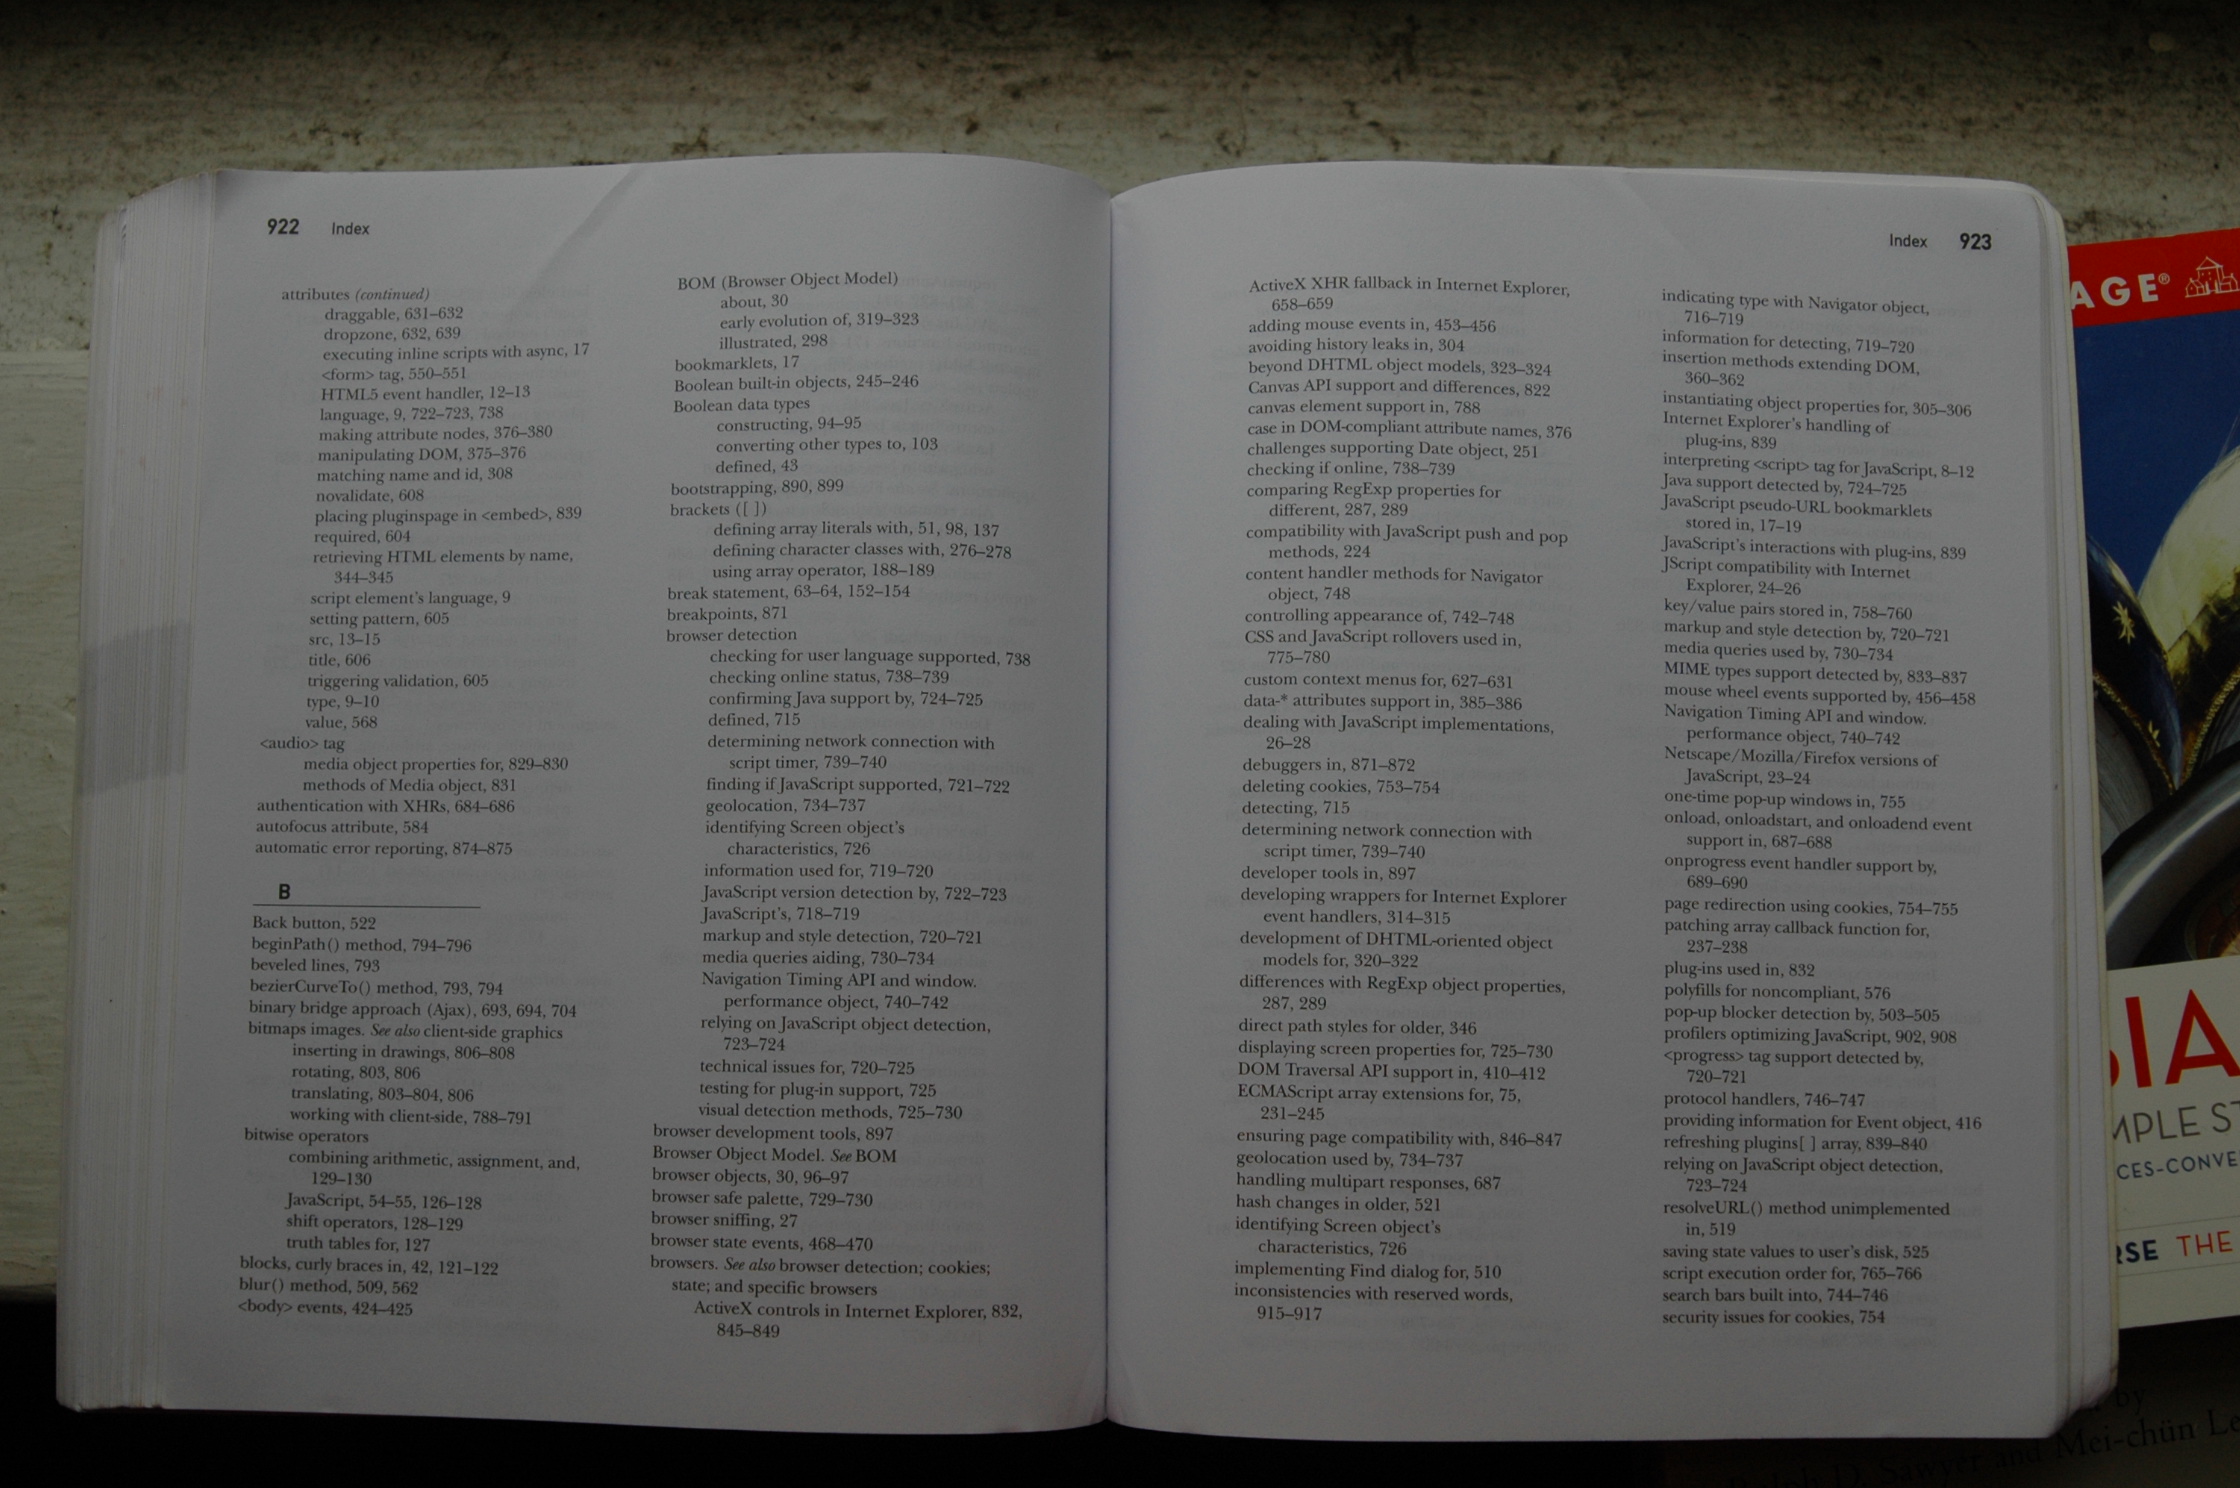 922 Index
attributes (continued)
draggable, 631–632
dropzone, 632, 639
executing inline scripts with async, 17
<form> tag, 550–551
HTML5 event handler, 12–13
language, 9, 722–723, 738
making attribute nodes, 376–380
manipulating DOM, 375–376
matching name and id, 308
novalidate, 608
placing pluginspage in <embed>, 839
required, 604
retrieving HTML elements by name,
344–345
script element's language, 9
setting pattern, 605
src, 13–15
title, 606
triggering validation, 605
type, 9–10
value, 568
<audio> tag
media object properties for, 829–830
methods of Media object, 831
authentication with XHRs, 684–686
autofocus attribute, 584
automatic error reporting, 874–875
B
Back button, 522
beginPath() method, 794–796
beveled lines, 793
bezierCurveTo() method, 793, 794
binary bridge approach (Ajax), 693, 694, 704
bitmaps images. See also client-side graphics
inserting in drawings, 806–808
rotating, 803, 806
translating, 803–804, 806
working with client-side, 788–791
bitwise operators
combining arithmetic, assignment, and,
129–130
JavaScript, 54–55, 126–128
shift operators, 128–129
truth tables for, 127
blocks, curly braces in, 42, 121–122
blur() method, 509, 562
<body> events, 424–425
BOM (Browser Object Model)
about, 30
early evolution of, 319–323
illustrated, 298
bookmarklets, 17
Boolean built-in objects, 245–246
Boolean data types
constructing, 94–95
converting other types to, 103
defined, 43
bootstrapping, 890, 899
brackets ([ ])
defining array literals with, 51, 98, 137
defining character classes with, 276–278
using array operator, 188–189
break statement, 63–64, 152–154
breakpoints, 871
browser detection
checking for user language supported, 738
checking online status, 738–739
confirming Java support by, 724–725
defined, 715
determining network connection with
script timer, 739–740
finding if JavaScript supported, 721–722
geolocation, 734–737
identifying Screen object's
characteristics, 726
information used for, 719–720
JavaScript version detection by, 722–723
JavaScript's, 718–719
markup and style detection, 720–721
media queries aiding, 730–734
Navigation Timing API and window.
performance object, 740–742
relying on JavaScript object detection,
723–724
technical issues for, 720–725
testing for plug-in support, 725
visual detection methods, 725–730
browser development tools, 897
Browser Object Model. See BOM
browser objects, 30, 96–97
browser safe palette, 729–730
browser sniffing, 27
browser state events, 468–470
browsers. See also browser detection; cookies;
state; and specific browsers
ActiveX controls in Internet Explorer, 832,
845–849
Index 923
ActiveX XHR fallback in Internet Explorer,
658–659
adding mouse events in, 453–456
avoiding history leaks in, 304
beyond DHTML object models, 323–324
Canvas API support and differences, 822
canvas element support in, 788
case in DOM-compliant attribute names, 376
challenges supporting Date object, 251
checking if online, 738–739
comparing RegExp properties for
different, 287, 289
compatibility with JavaScript push and pop
methods, 224
content handler methods for Navigator
object, 748
controlling appearance of, 742–748
CSS and JavaScript rollovers used in,
775–780
custom context menus for, 627–631
data-* attributes support in, 385–386
dealing with JavaScript implementations,
26–28
debuggers in, 871–872
deleting cookies, 753–754
detecting, 715
determining network connection with
script timer, 739–740
developer tools in, 897
developing wrappers for Internet Explorer
event handlers, 314–315
development of DHTML-oriented object
models for, 320–322
differences with RegExp object properties,
287, 289
direct path styles for older, 346
displaying screen properties for, 725–730
DOM Traversal API support in, 410–412
ECMAScript array extensions for, 75,
231–245
ensuring page compatibility with, 846–847
geolocation used by, 734–737
handling multipart responses, 687
hash changes in older, 521
identifying Screen object's
characteristics, 726
implementing Find dialog for, 510
inconsistencies with reserved words,
915–917
indicating type with Navigator object,
716–719
information for detecting, 719–720
insertion methods extending DOM,
360–362
instantiating object properties for, 305–306
Internet Explorer's handling of
plug-ins, 839
interpreting <script> tag for JavaScript, 8–12
Java support detected by, 724–725
JavaScript pseudo-URL bookmarklets
stored in, 17–19
JavaScript's interactions with plug-ins, 839
JScript compatibility with Internet
Explorer, 24–26
key/value pairs stored in, 758–760
markup and style detection by, 720–721
media queries used by, 730–734
MIME types support detected by, 833–837
mouse wheel events supported by, 456–458
Navigation Timing API and window.
performance object, 740–742
Netscape/Mozilla/Firefox versions of
JavaScript, 23–24
one-time pop-up windows in, 755
onload, onloadstart, and onloadend event
support in, 687–688
onprogress event handler support by,
689–690
page redirection using cookies, 754–755
patching array callback function for,
237–238
plug-ins used in, 832
polyfills for noncompliant, 576
pop-up blocker detection by, 503–505
profilers optimizing JavaScript, 902, 908
<progress> tag support detected by,
720–721
protocol handlers, 746–747
providing information for Event object, 416
refreshing plugins[ ] array, 839–840
relying on JavaScript object detection,
723–724
resolveURL() method unimplemented
in, 519
saving state values to user's disk, 525
script execution order for, 765–766
search bars built into, 744–746
security issues for cookies, 754
AGE®
IA
MPLE ST
CES-CONVE
RSE THE
by
and Mei-chün Le